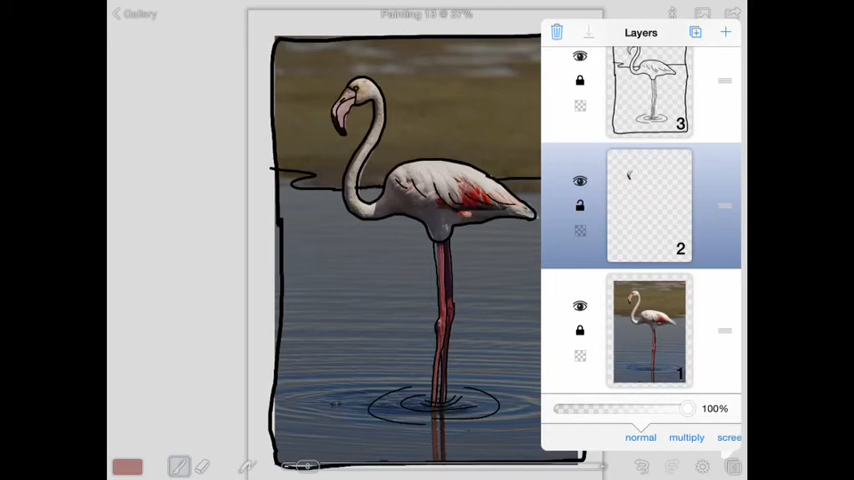 Gallery
Painting 13 @ 37%
Layers
3
2
1
100%
normal multiply scree